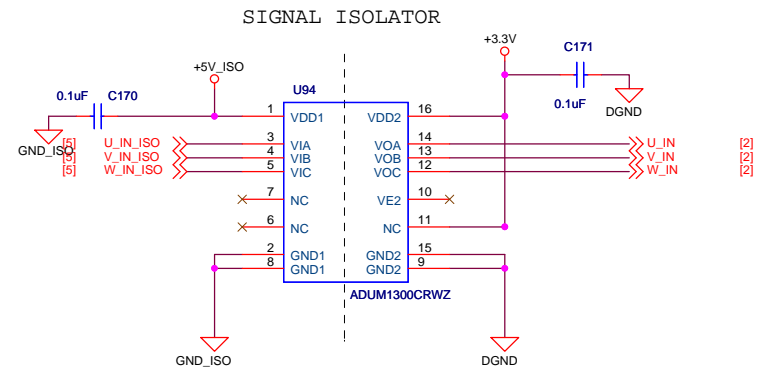 SIGNAL ISOLATOR
+3.3V
C171
+5V_ISO
U94
0.1uF C170
0.1uF
DGND
GND_ISO
1 VDD1 VDD2 16
[5] U_IN_ISO 3 VIA VOA 14 U_IN [2]
[5] V_IN_ISO 4 VIB VOB 13 V_IN [2]
[5] W_IN_ISO 5 VIC VOC 12 W_IN [2]
7 NC VE2 10
6 NC NC 11
2 GND1 GND2 15
8 GND1 GND2 9
ADUM1300CRWZ
GND_ISO
DGND